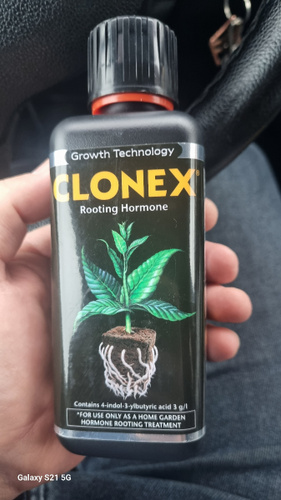 Growth Technology
CLONEX®
Rooting Hormone
Contains 4-indol-3-ylbutyric acid 3 g/l
*FOR USE ONLY AS A HOME GARDEN
HORMONE ROOTING TREATMENT
Galaxy S21 5G